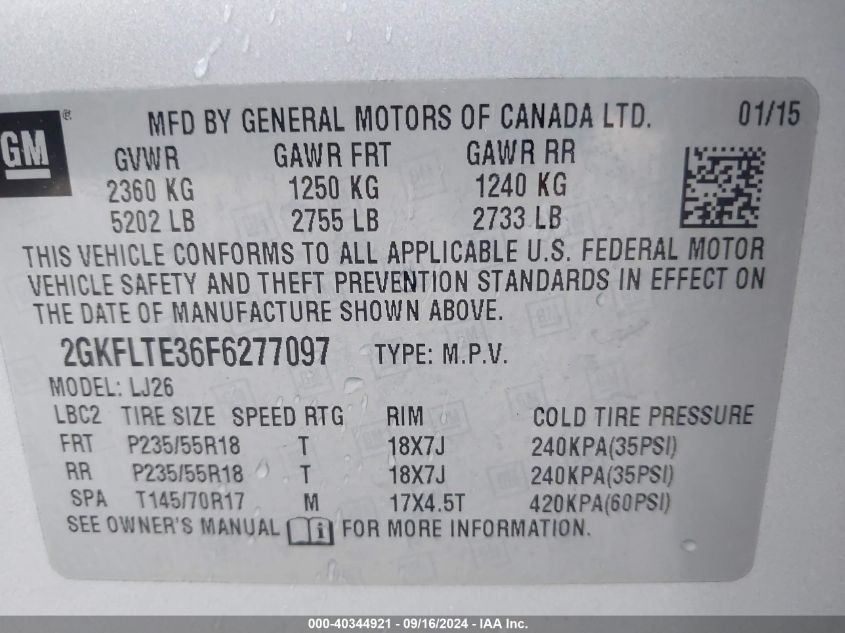 GM ®
MFD BY GENERAL MOTORS OF CANADA LTD. 01/15
GVWR GAWR FRT GAWR RR
2360 KG 1250 KG 1240 KG
5202 LB 2755 LB 2733 LB
THIS VEHICLE CONFORMS TO ALL APPLICABLE U.S. FEDERAL MOTOR
VEHICLE SAFETY AND THEFT PREVENTION STANDARDS IN EFFECT ON
THE DATE OF MANUFACTURE SHOWN ABOVE.
2GKFLTE36F6277097 TYPE: M.P.V.
MODEL: LJ26
LBC2 TIRE SIZE SPEED RTG RIM COLD TIRE PRESSURE
FRT P235/55R18 T 18X7J 240KPA(35PSI)
RR P235/55R18 T 18X7J 240KPA(35PSI)
SPA T145/70R17 M 17X4.5T 420KPA(60PSI)
SEE OWNER'S MANUAL i FOR MORE INFORMATION.
000-40344921 - 09/16/2024 - IAA Inc.